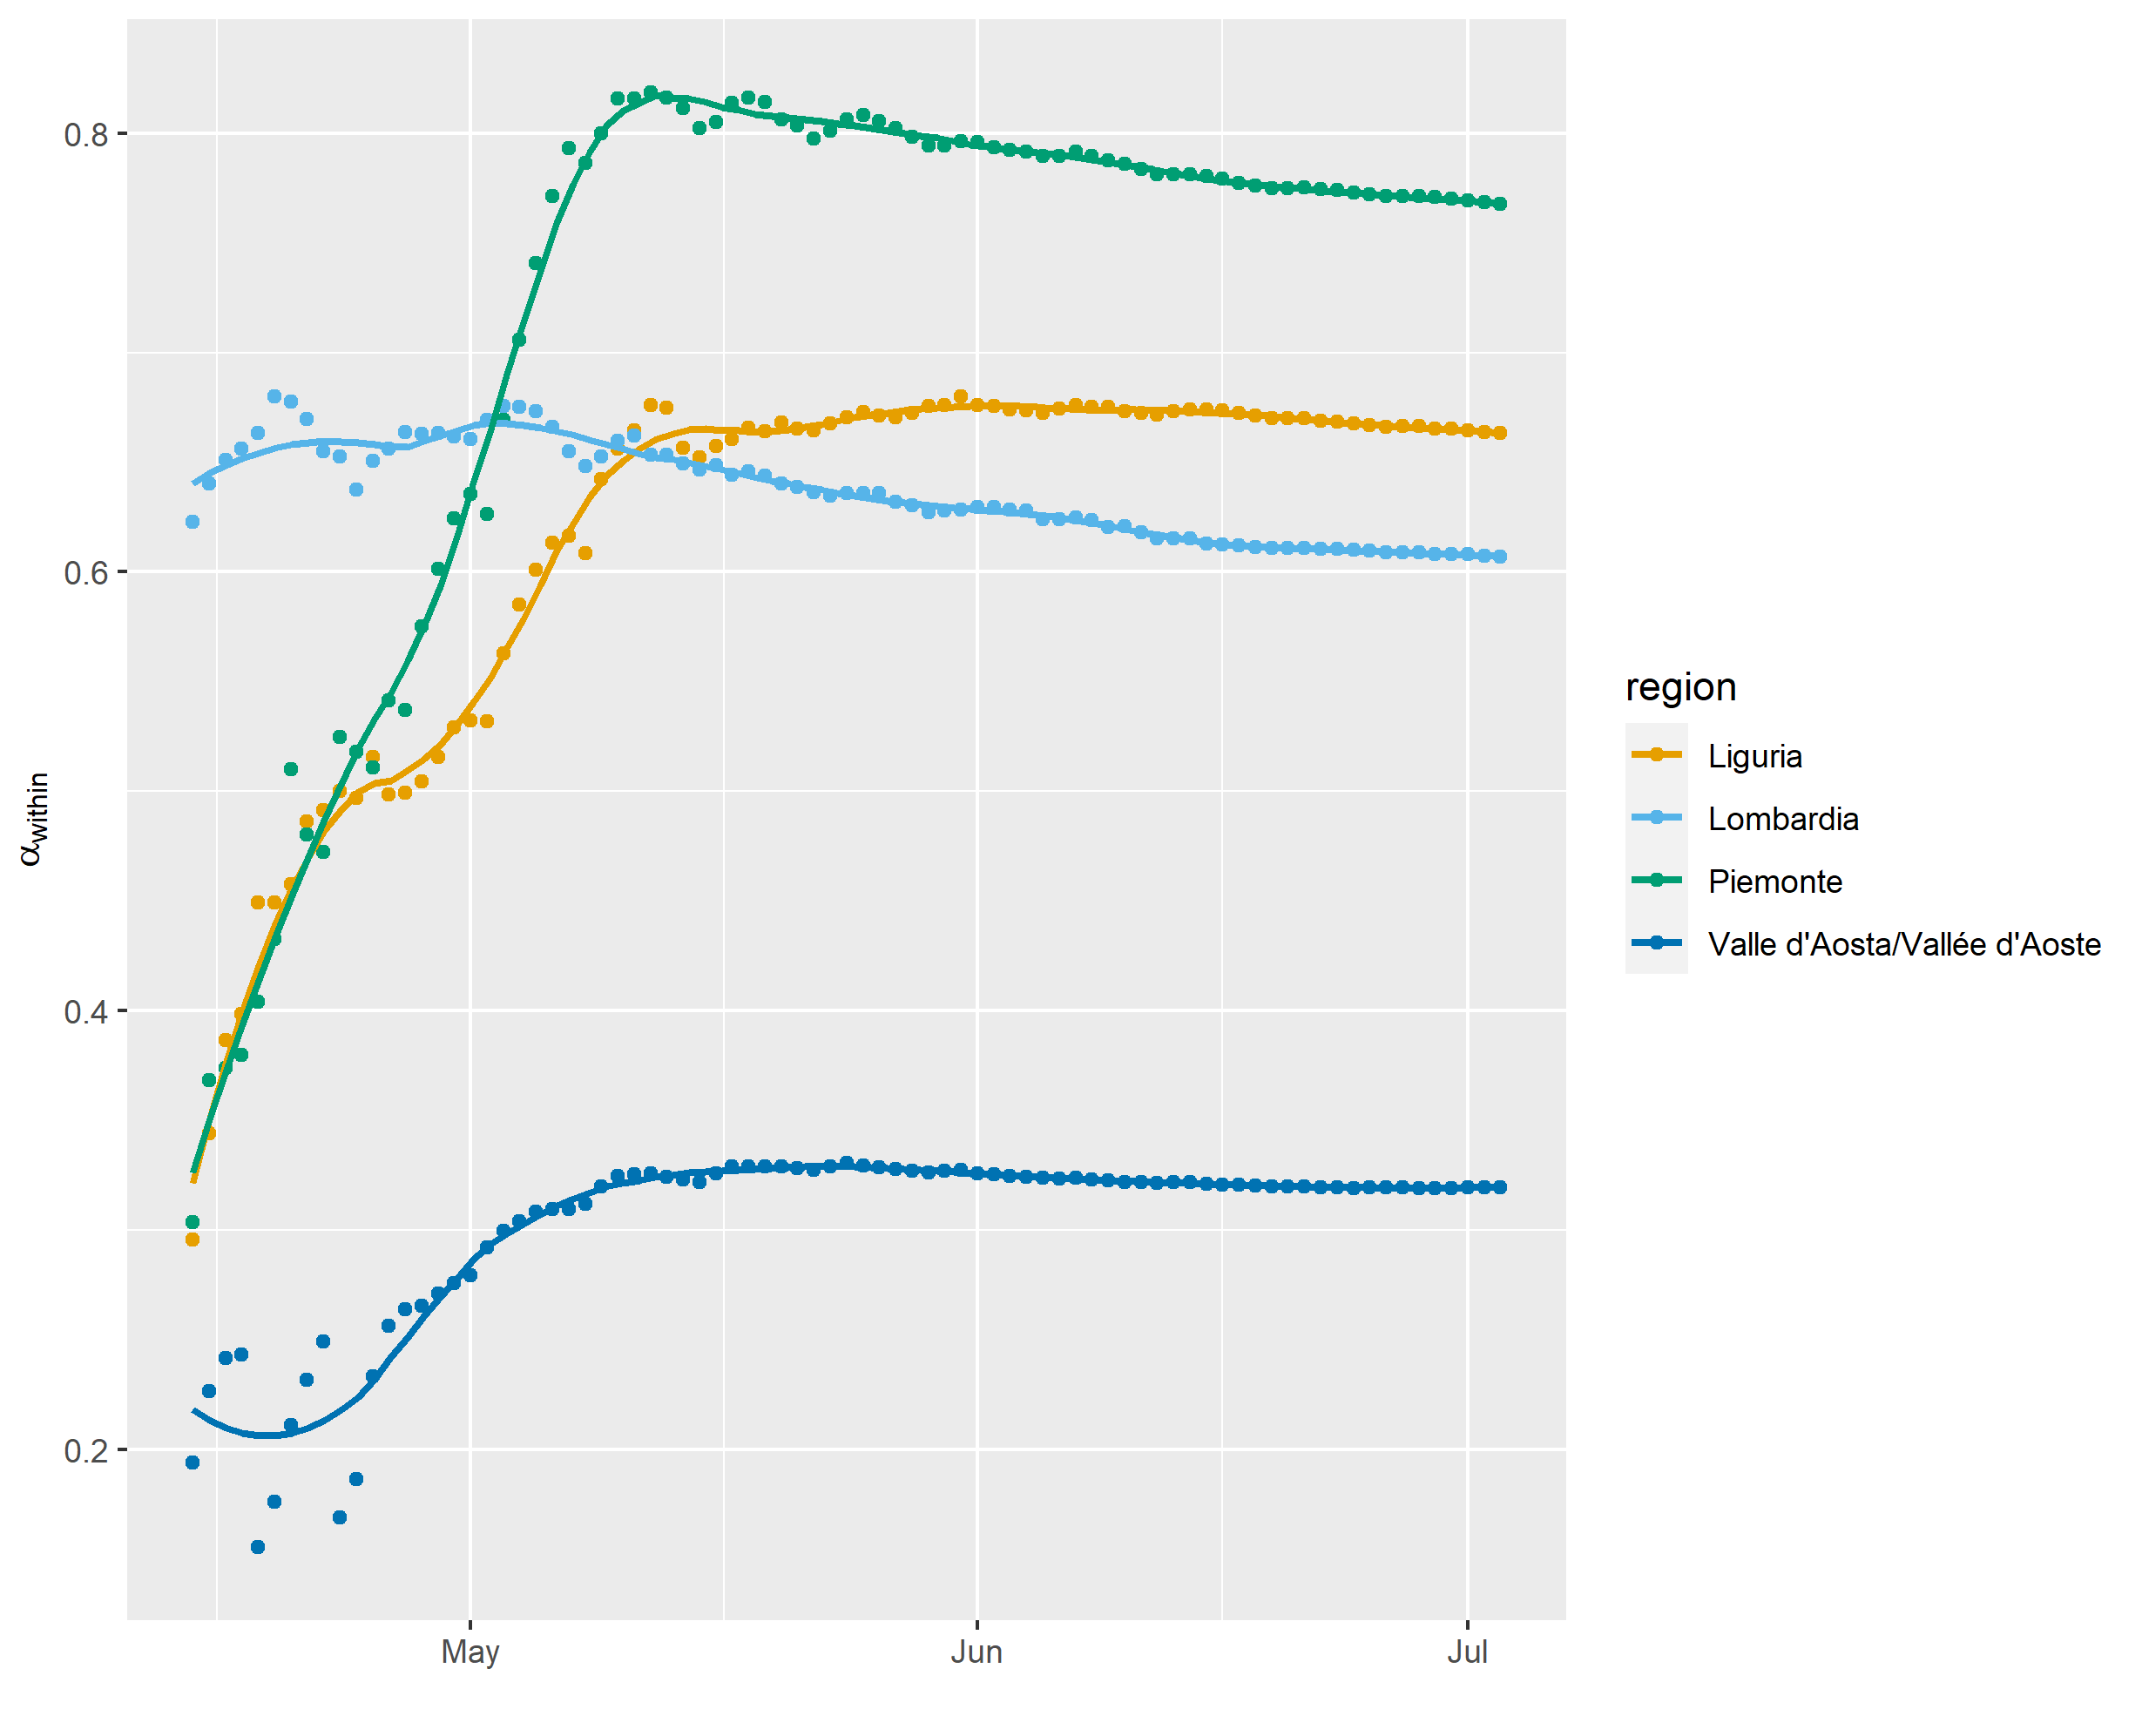 0.8
0.6
0.4
0.2
αwithin
May Jun Jul
region
Liguria
Lombardia
Piemonte
Valle d'Aosta/Vallée d'Aoste